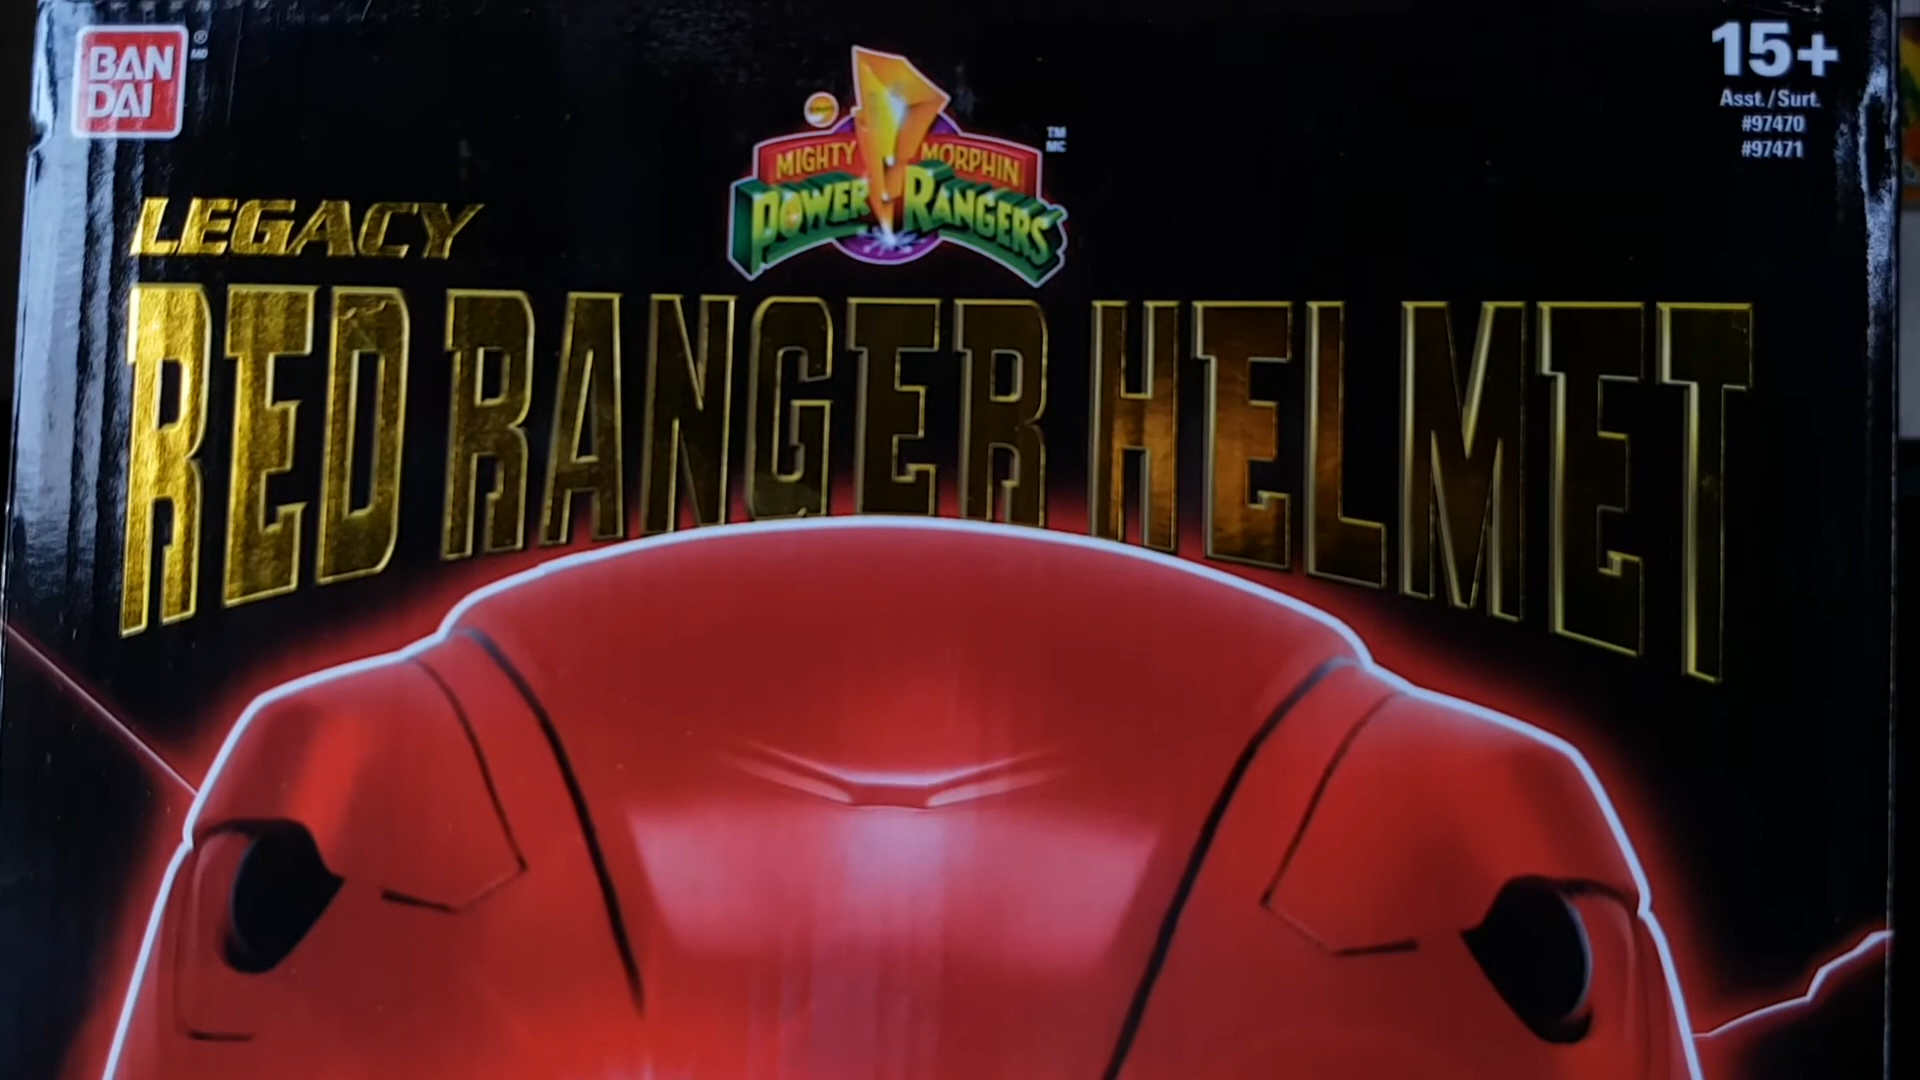 BAN
DAI
®
MD
15+
Asst./Surt.
#97470
#97471
MIGHTY MORPHIN
POWER RANGERS
TM
MC
LEGACY
RED RANGER HELMET